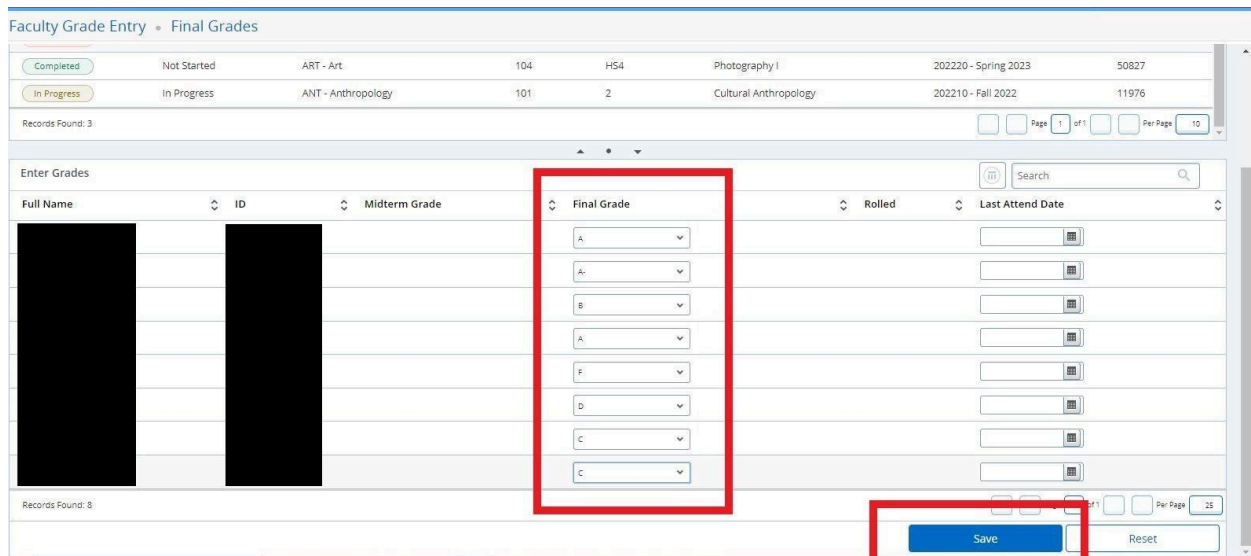 Faculty Grade Entry • Final Grades
Completed Not Started ART - Art 104 HS4 Photography I 202220 - Spring 2023 50827
In Progress In Progress ANT - Anthropology 101 2 Cultural Anthropology 202210 - Fall 2022 11976
Records Found: 3 Page 1 of 1 Per Page 10
Enter Grades Search
Full Name ID Midterm Grade Final Grade Rolled Last Attend Date
A
A-
B
A
F
D
C
C
Records Found: 8 of 1 Per Page 25
Save Reset